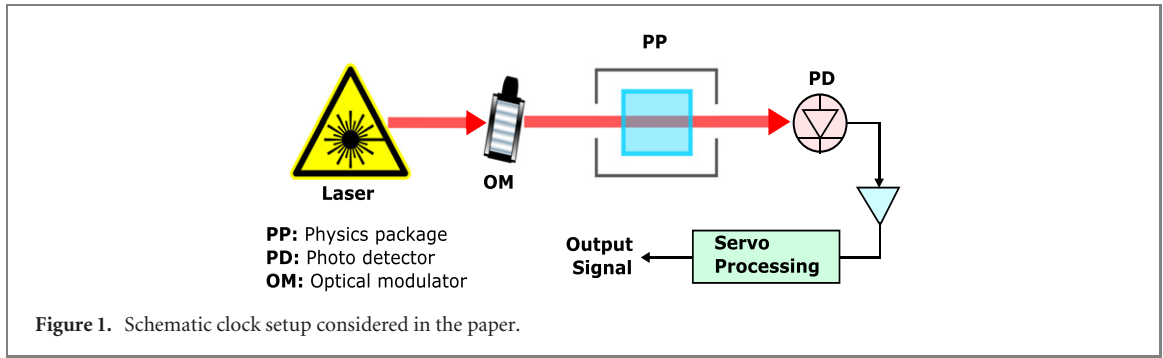 PP
PD
Laser
OM
PP: Physics package
PD: Photo detector
OM: Optical modulator
Output
Signal
Servo
Processing
Figure 1. Schematic clock setup considered in the paper.